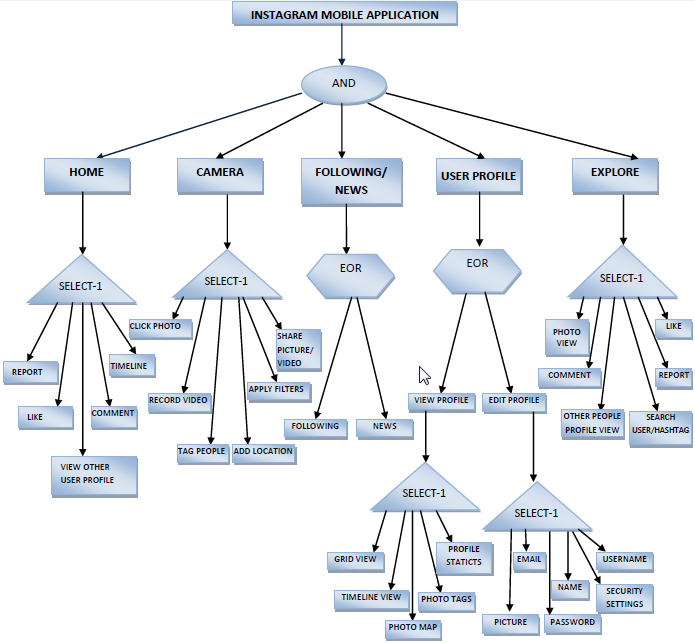 INSTAGRAM MOBILE APPLICATION
AND
HOME
CAMERA
FOLLOWING/
NEWS
USER PROFILE
EXPLORE
SELECT-1
SELECT-1
EOR
EOR
SELECT-1
REPORT
LIKE
VIEW OTHER
USER PROFILE
COMMENT
TIMELINE
CLICK PHOTO
RECORD VIDEO
TAG PEOPLE
ADD LOCATION
APPLY FILTERS
SHARE
PICTURE/
VIDEO
FOLLOWING
NEWS
VIEW PROFILE
EDIT PROFILE
PHOTO
VIEW
COMMENT
OTHER PEOPLE
PROFILE VIEW
SEARCH
USER/HASHTAG
REPORT
LIKE
SELECT-1
SELECT-1
GRID VIEW
TIMELINE VIEW
PHOTO MAP
PHOTO TAGS
PROFILE
STATICTS
PICTURE
EMAIL
PASSWORD
NAME
SECURITY
SETTINGS
USERNAME